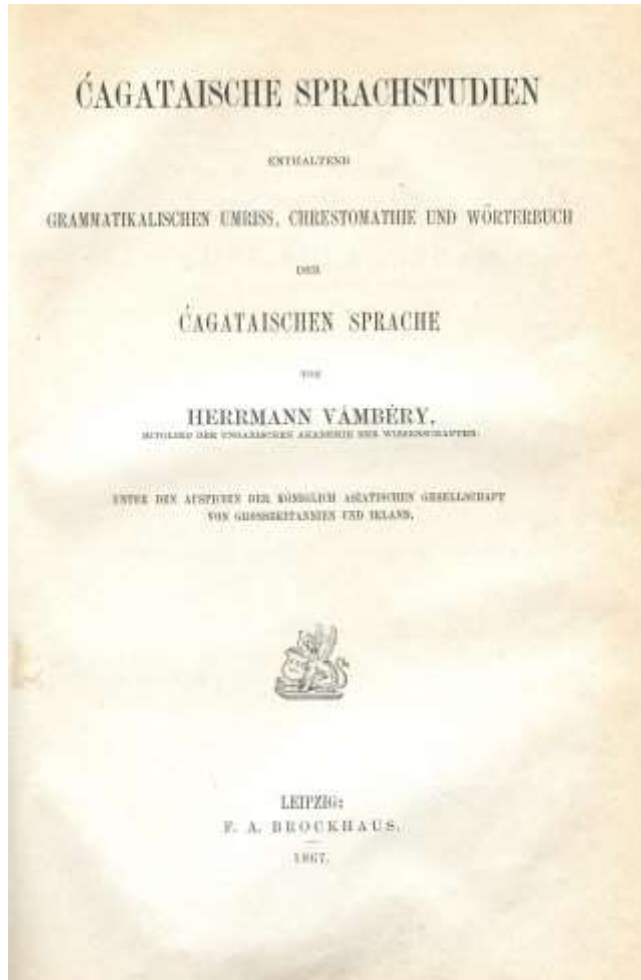 ĆAGATAISCHE SPRACHSTUDIEN
ENTHALTEND
GRAMMATIKALISCHEN UMRISS, CHRESTOMATHIE UND WÖRTERBUCH
DER
ĆAGATAISCHEN SPRACHE
VON
HERRMANN VÁMBÉRY,
MITGLIED DER UNGARISCHEN AKADEMIE DER WISSENSCHAFTEN.
UNTER DEN AUSPICIEN DER KÖNIGLICH ASIATISCHEN GESELLSCHAFT
VON GROSSBRITANNIEN UND IRLAND.
LEIPZIG:
F. A. BROCKHAUS.
1867.